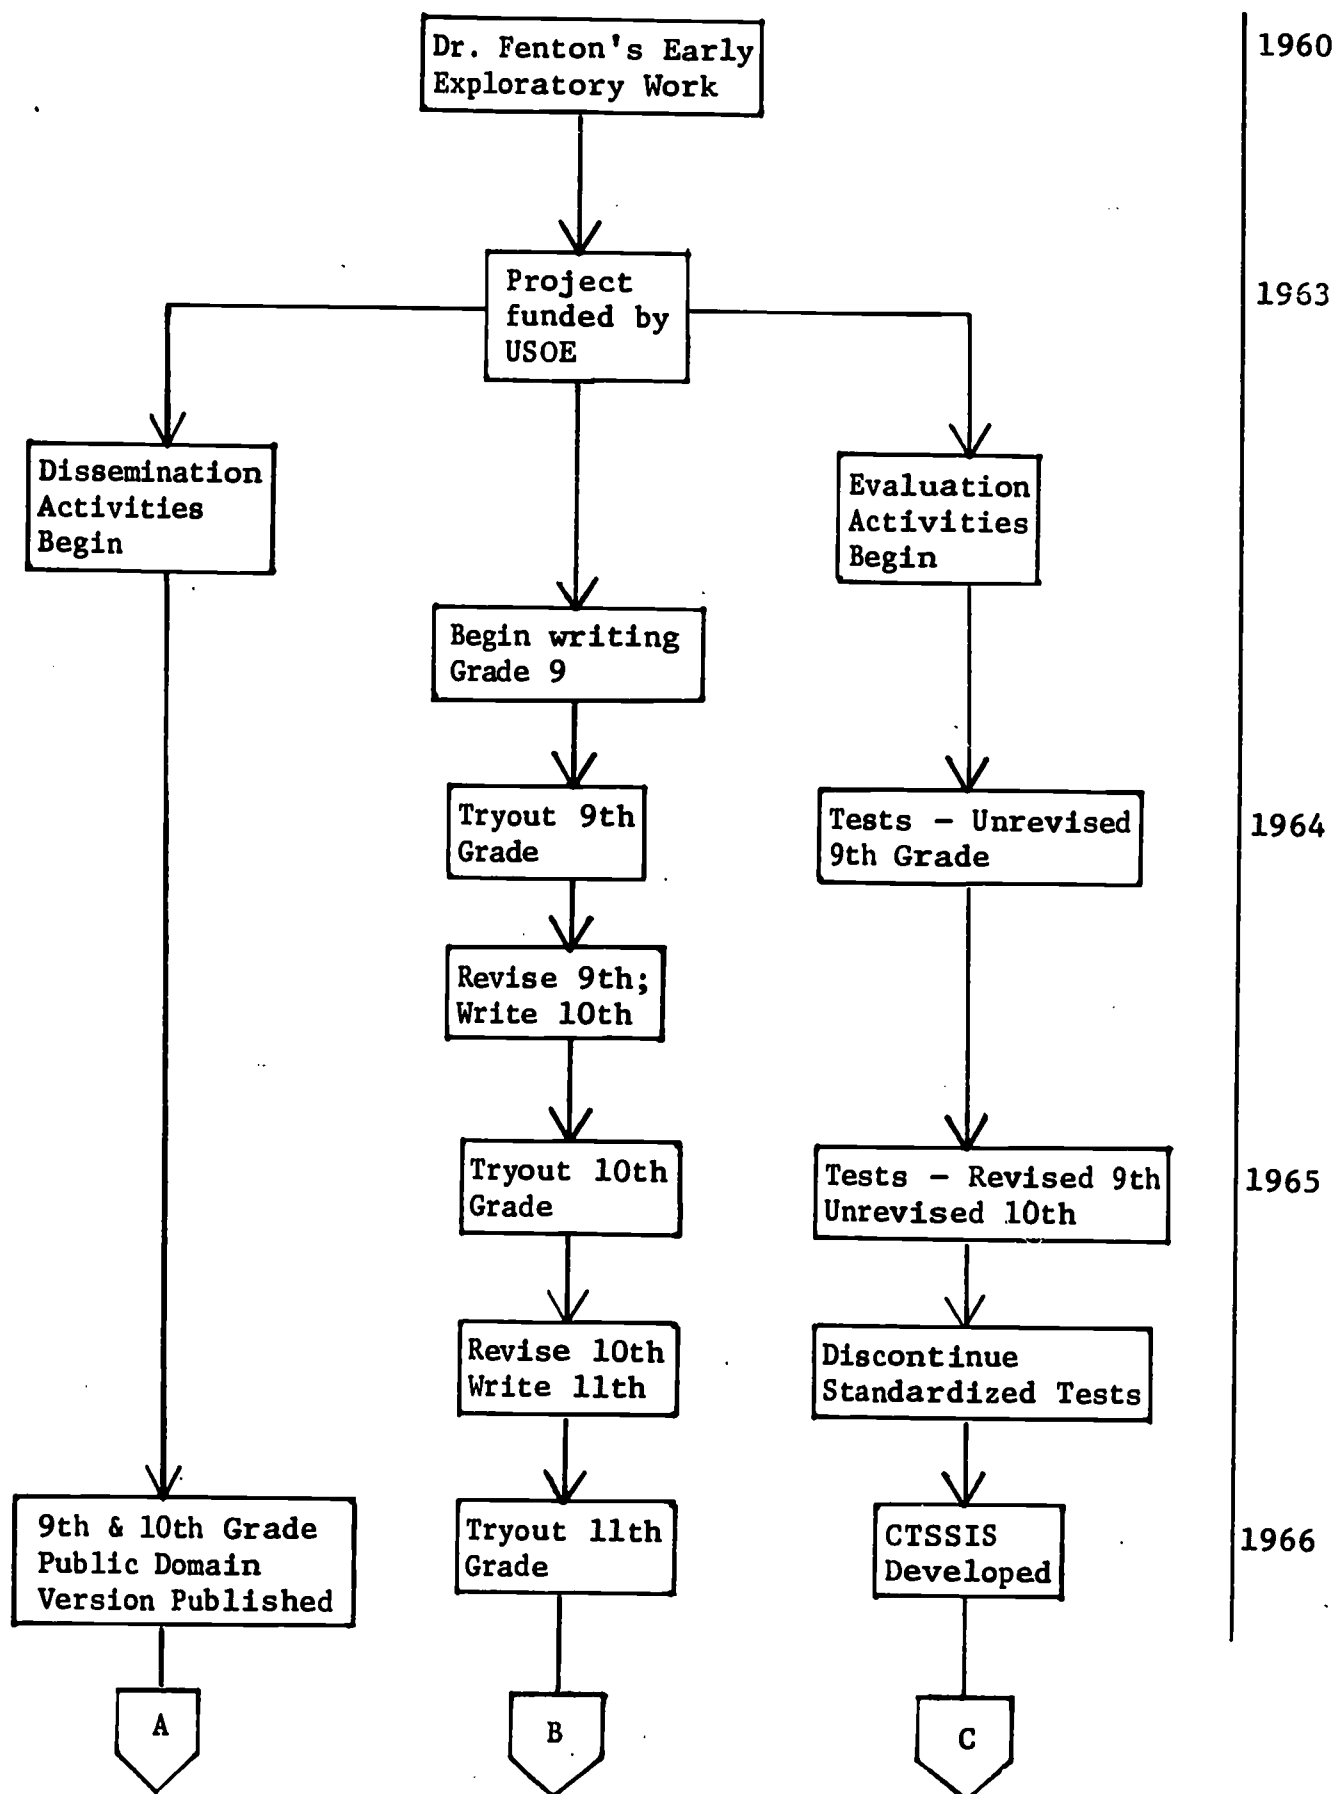 Dr. Fenton's Early
Exploratory Work
1960
Project
funded by
USOE
1963
Dissemination
Activities
Begin
Evaluation
Activities
Begin
Begin writing
Grade 9
Tryout 9th
Grade
Tests - Unrevised
9th Grade
1964
Revise 9th;
Write 10th
Tryout 10th
Grade
Tests - Revised 9th
Unrevised 10th
1965
Revise 10th
Write 11th
Discontinue
Standardized Tests
9th & 10th Grade
Public Domain
Version Published
Tryout 11th
Grade
CTSSIS
Developed
1966
A
B
C